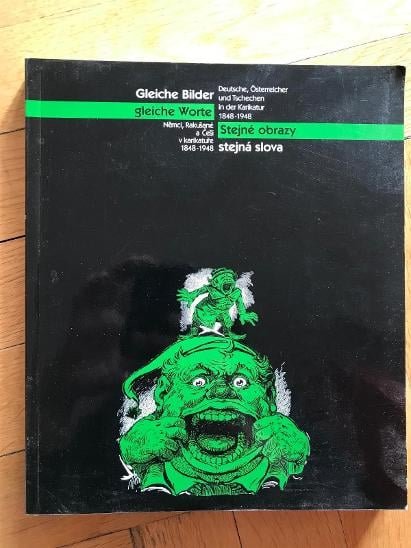 Gleiche Bilder
gleiche Worte
Deutsche, Österreicher
und Tschechen
in der Karikatur
1848-1948
Němci, Rakušané
a Češi
v karikatuře
1848-1948
Stejné obrazy
stejná slova